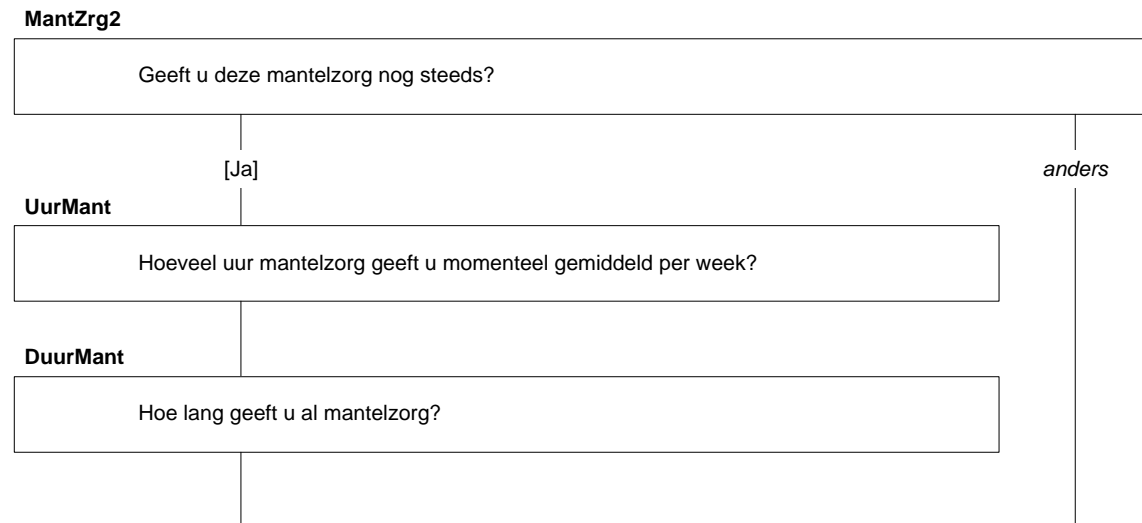 MantZrg2
Geeft u deze mantelzorg nog steeds?
[Ja]
anders
UurMant
Hoeveel uur mantelzorg geeft u momenteel gemiddeld per week?
DuurMant
Hoe lang geeft u al mantelzorg?